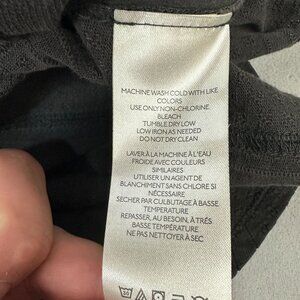 MACHINE WASH COLD WITH LIKE
COLORS
USE ONLY NON-CHLORINE
BLEACH
TUMBLE DRY LOW
LOW IRON AS NEEDED
DO NOT DRY CLEAN
LAVER À LA MACHINE À L'EAU
FROIDE AVEC COULEURS
SIMILAIRES
UTILISER UN AGENT DE
BLANCHIMENT SANS CHLORE SI
NÉCESSAIRE
SÉCHER PAR CULBUTAGE À BASSE
TEMPERATURE
REPASSER, AU BESOIN, À TRÈS
BASSE TEMPÉRATURE
NE PAS NETTOYER À SEC